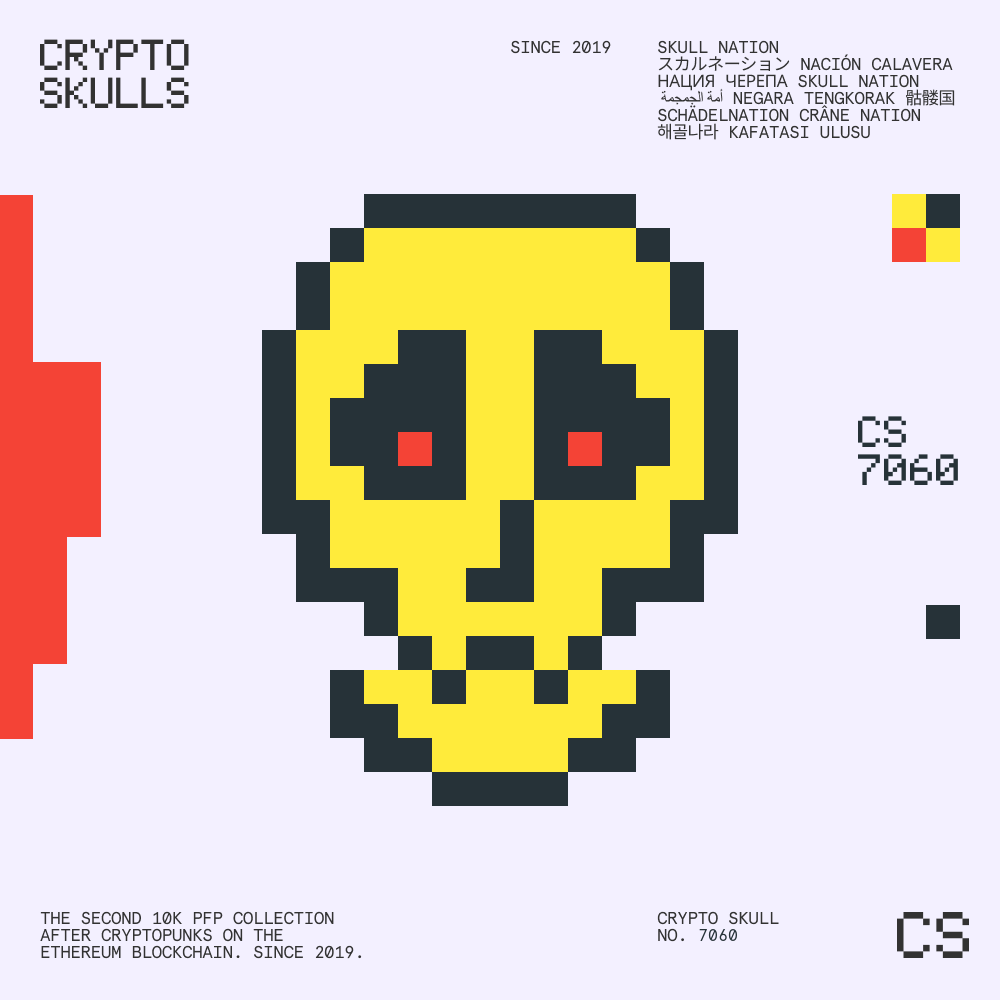 CRYPTO
SKULLS
SINCE 2019
SKULL NATION
スカルネーション NACIÓN CALAVERA
НАЦИЯ ЧЕРЕПА SKULL NATION
أمة الجمجمة NEGARA TENGKORAK 骷髅国
SCHÄDELNATION CRÂNE NATION
해골나라 KAFATASI ULUSU
CS
7060
THE SECOND 10K PFP COLLECTION
AFTER CRYPTOPUNKS ON THE
ETHEREUM BLOCKCHAIN. SINCE 2019.
CRYPTO SKULL
NO. 7060
CS